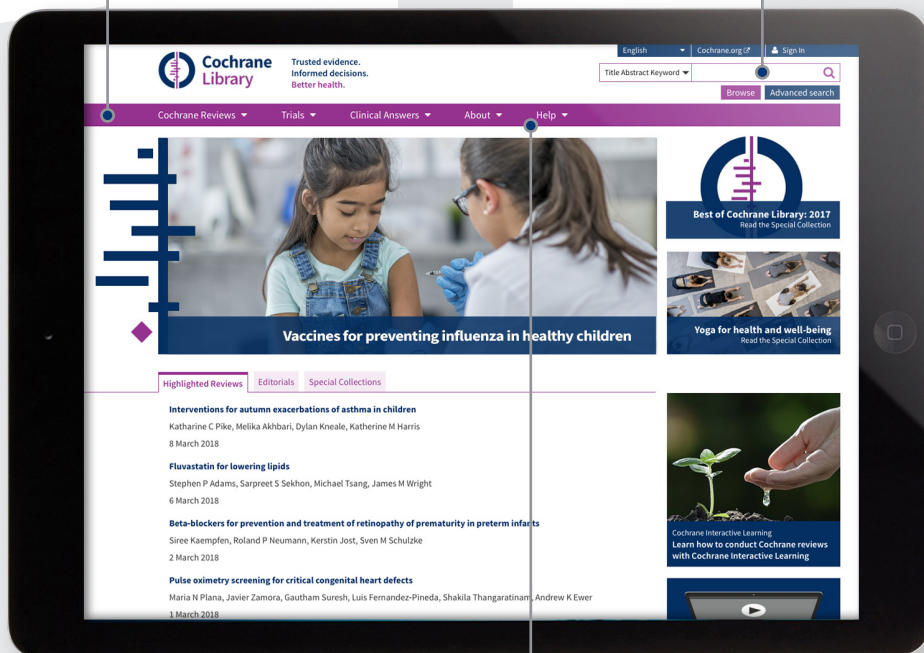 Cochrane
Library
Trusted evidence.
Informed decisions.
Better health.
English
Cochrane.org
Sign In
Title Abstract Keyword
Browse
Advanced search
Cochrane Reviews
Trials
Clinical Answers
About
Help
Vaccines for preventing influenza in healthy children
Best of Cochrane Library: 2017
Read the Special Collection
Yoga for health and well-being
Read the Special Collection
Highlighted Reviews
Editorials
Special Collections
Interventions for autumn exacerbations of asthma in children
Katharine C Pike, Melika Akhbari, Dylan Kneale, Katherine M Harris
8 March 2018
Fluvastatin for lowering lipids
Stephen P Adams, Sarpreet S Sekhon, Michael Tsang, James M Wright
6 March 2018
Beta-blockers for prevention and treatment of retinopathy of prematurity in preterm infants
Siree Kaempfen, Roland P Neumann, Kerstin Jost, Sven M Schulzke
2 March 2018
Pulse oximetry screening for critical congenital heart defects
Maria N Plana, Javier Zamora, Gautham Suresh, Luis Fernandez-Pineda, Shakila Thangaratinam, Andrew K Ewer
1 March 2018
Cochrane Interactive Learning
Learn how to conduct Cochrane reviews
with Cochrane Interactive Learning